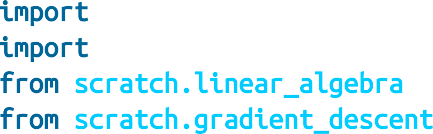 import
import
from scratch.linear_algebra
from scratch.gradient_descent